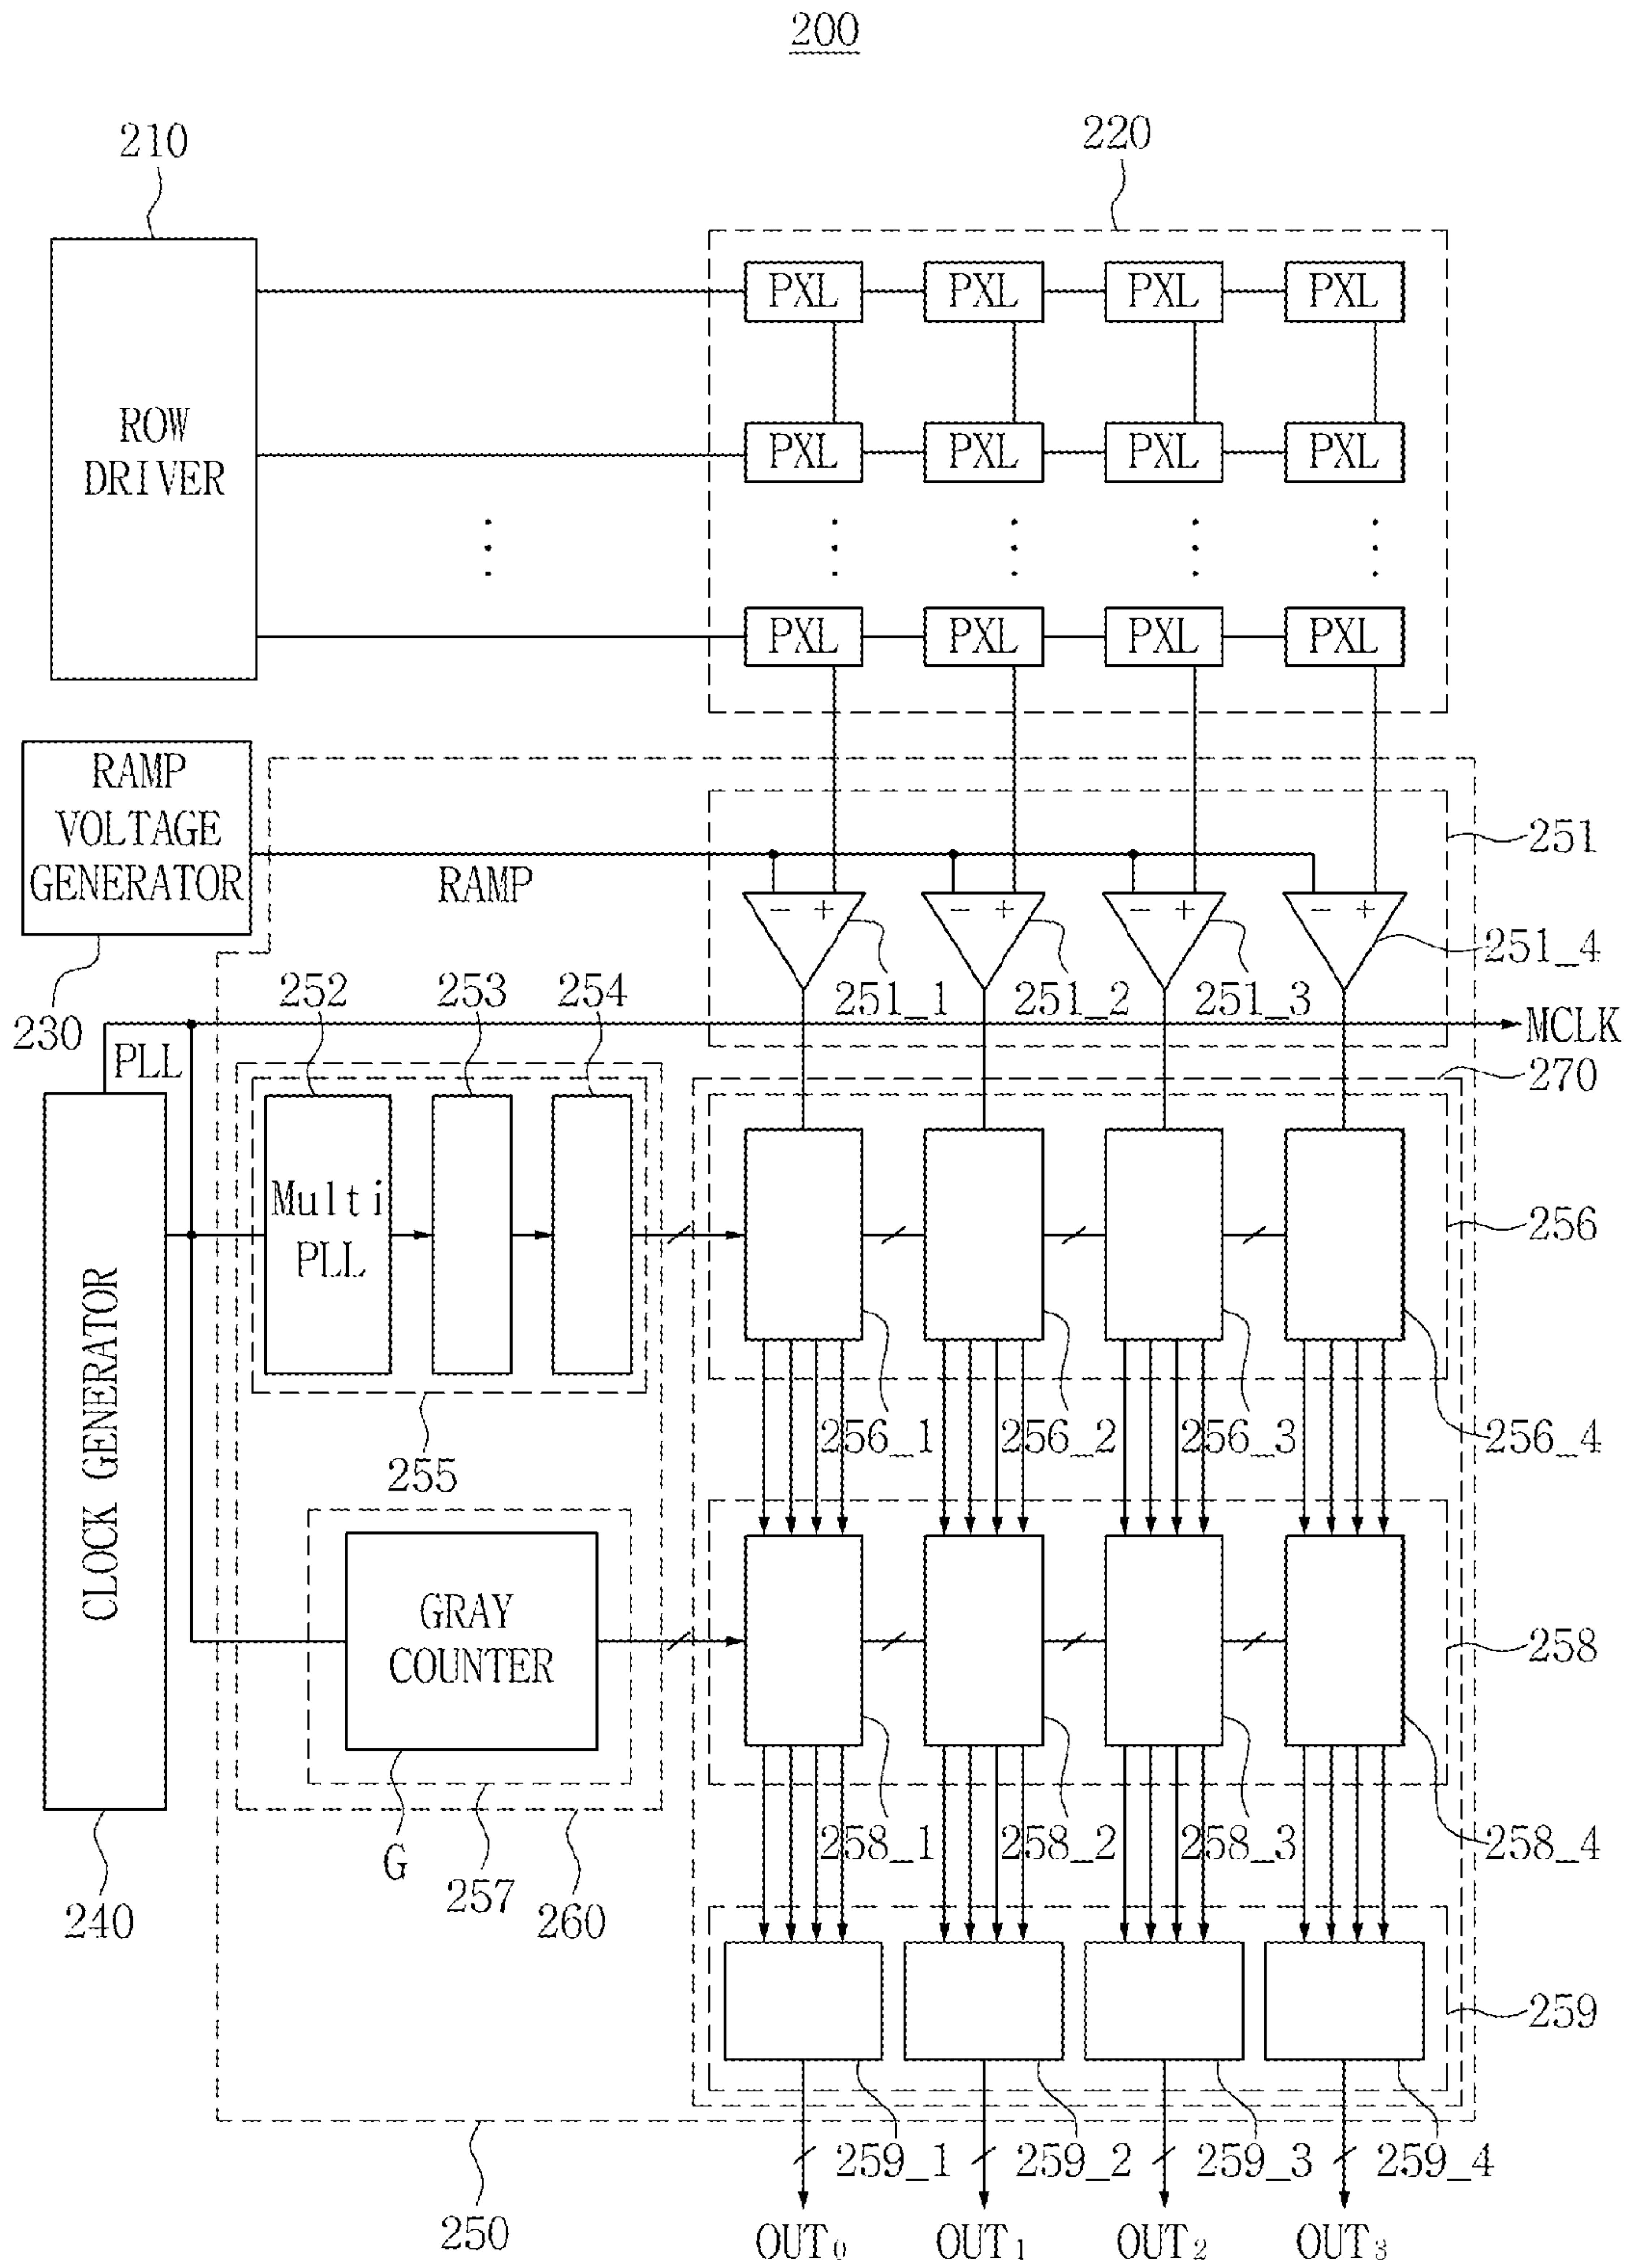 200
210
220
PXL PXL PXL PXL
ROW
DRIVER
PXL PXL PXL PXL
PXL PXL PXL PXL
RAMP
VOLTAGE
GENERATOR
RAMP
251
− + − + − + − +
251_1 251_2 251_3 251_4
230
252 253 254
MCLK
PLL
270
Multi
PLL
256
CLOCK GENERATOR
256_1 256_2 256_3 256_4
255
GRAY
COUNTER
258
258_1 258_2 258_3 258_4
G
257
260
240
259
259_1 259_2 259_3 259_4
250
OUT₀ OUT₁ OUT₂ OUT₃